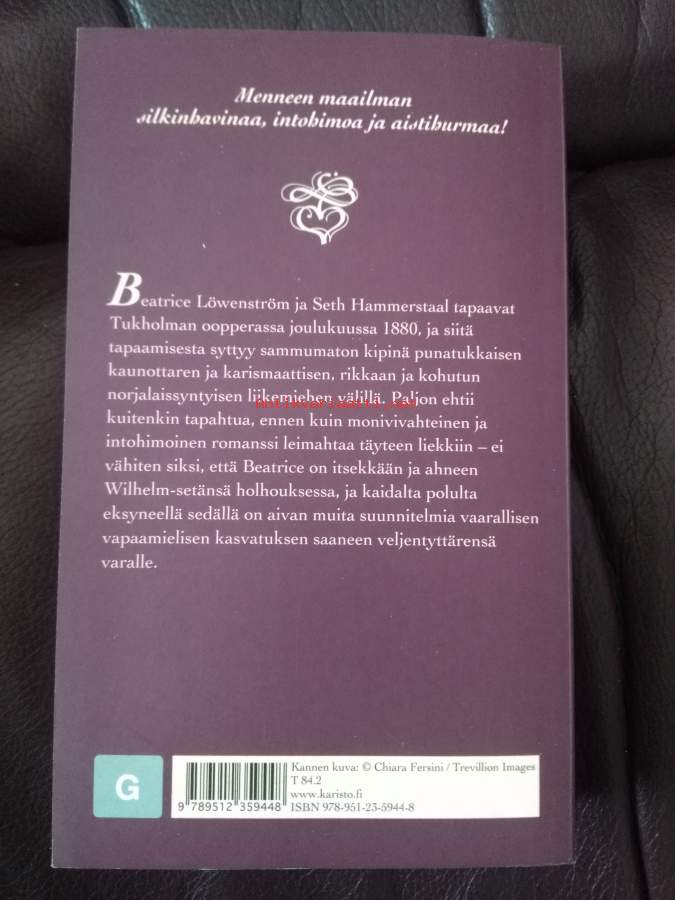 Menneen maailman
silkinhavinaa, intohimoa ja aistihurmaa!
Beatrice Löwenström ja Seth Hammerstaal tapaavat
Tukholman oopperassa joulukuussa 1880, ja siitä
tapaamisesta syttyy sammumaton kipinä punatukkaisen
kaunottaren ja karismaattisen, rikkaan ja kohutun
norjalaissyntyisen liikemiehen välillä. Paljon ehtii
kuitenkin tapahtua, ennen kuin monivivahteinen ja
intohimoinen romanssi leimahtaa täyteen liekkiin – ei
vähiten siksi, että Beatrice on itsekkään ja ahneen
Wilhelm-setänsä holhouksessa, ja kaidalta polulta
eksyneellä sedällä on aivan muita suunnitelmia vaarallisen
vapaamielisen kasvatuksen saaneen veljentyttärensä
varalle.
G
Kannen kuva: © Chiara Fersini / Trevillion Images
T 84.2
www.karisto.fi
9 789512 359448 ISBN 978-951-23-5944-8